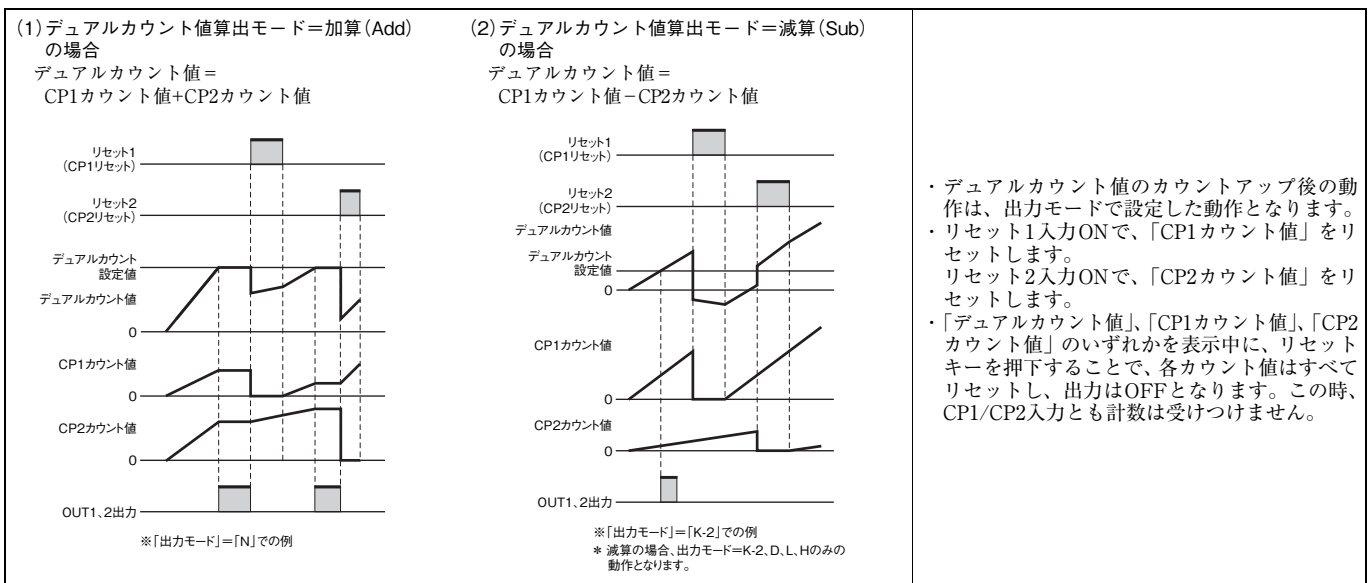 (1)デュアルカウント値算出モード＝加算(Add)
の場合
デュアルカウント値＝
CP1カウント値+CP2カウント値
リセット1
(CP1リセット)
リセット2
(CP2リセット)
デュアルカウント
設定値
デュアルカウント値
0
CP1カウント値
0
CP2カウント値
0
OUT1、2出力
※「出力モード」＝「N」での例
(2)デュアルカウント値算出モード＝減算(Sub)
の場合
デュアルカウント値＝
CP1カウント値－CP2カウント値
リセット1
(CP1リセット)
リセット2
(CP2リセット)
デュアルカウント値
デュアルカウント
設定値
0
CP1カウント値
0
CP2カウント値
0
OUT1、2出力
※「出力モード」＝「K-2」での例
＊ 減算の場合、出力モード＝K-2、D、L、Hのみの
動作となります。
・デュアルカウント値のカウントアップ後の動
作は、出力モードで設定した動作となります。
・リセット1入力ONで、「CP1カウント値」をリ
セットします。
リセット2入力ONで、「CP2カウント値」をリ
セットします。
・「デュアルカウント値」、「CP1カウント値」、「CP2
カウント値」のいずれかを表示中に、リセット
キーを押下することで、各カウント値はすべて
リセットし、出力はOFFとなります。この時、
CP1/CP2入力とも計数は受けつけません。